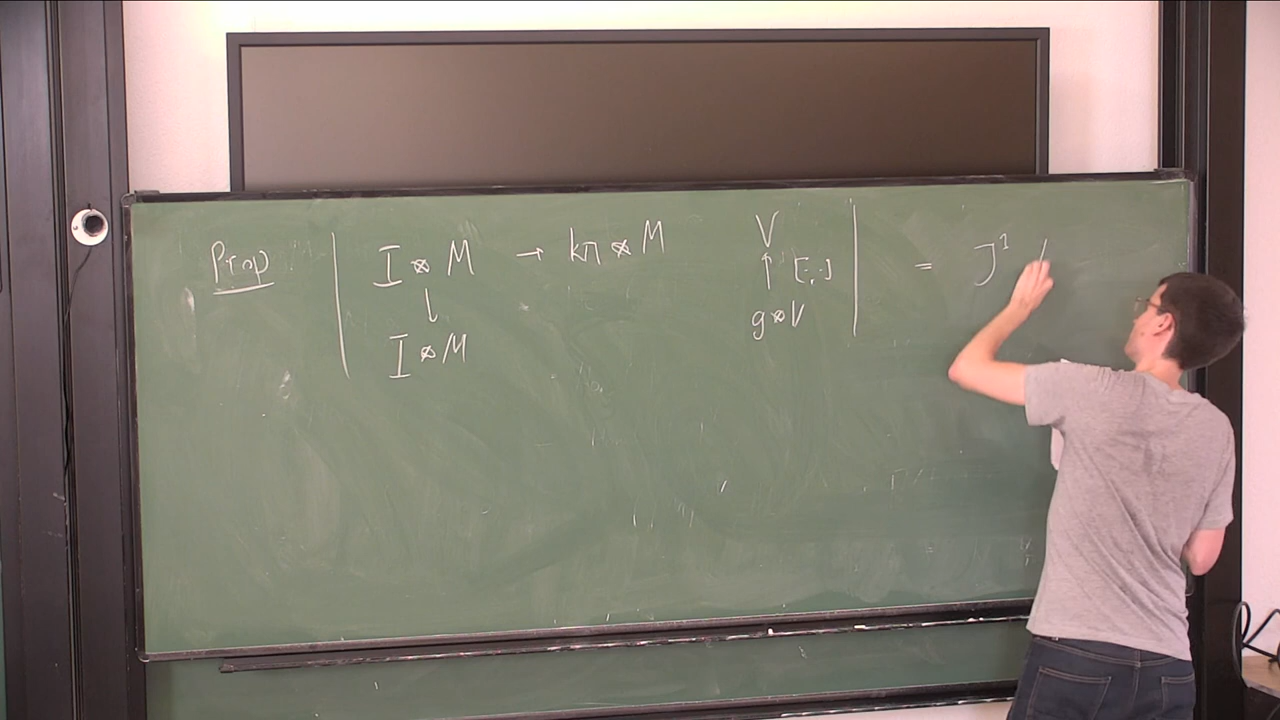 Prop | I ⊗ M → kπ ⊗ M V | = J¹
↓ ↑ [·,·]
I ⊗ M g⊗V